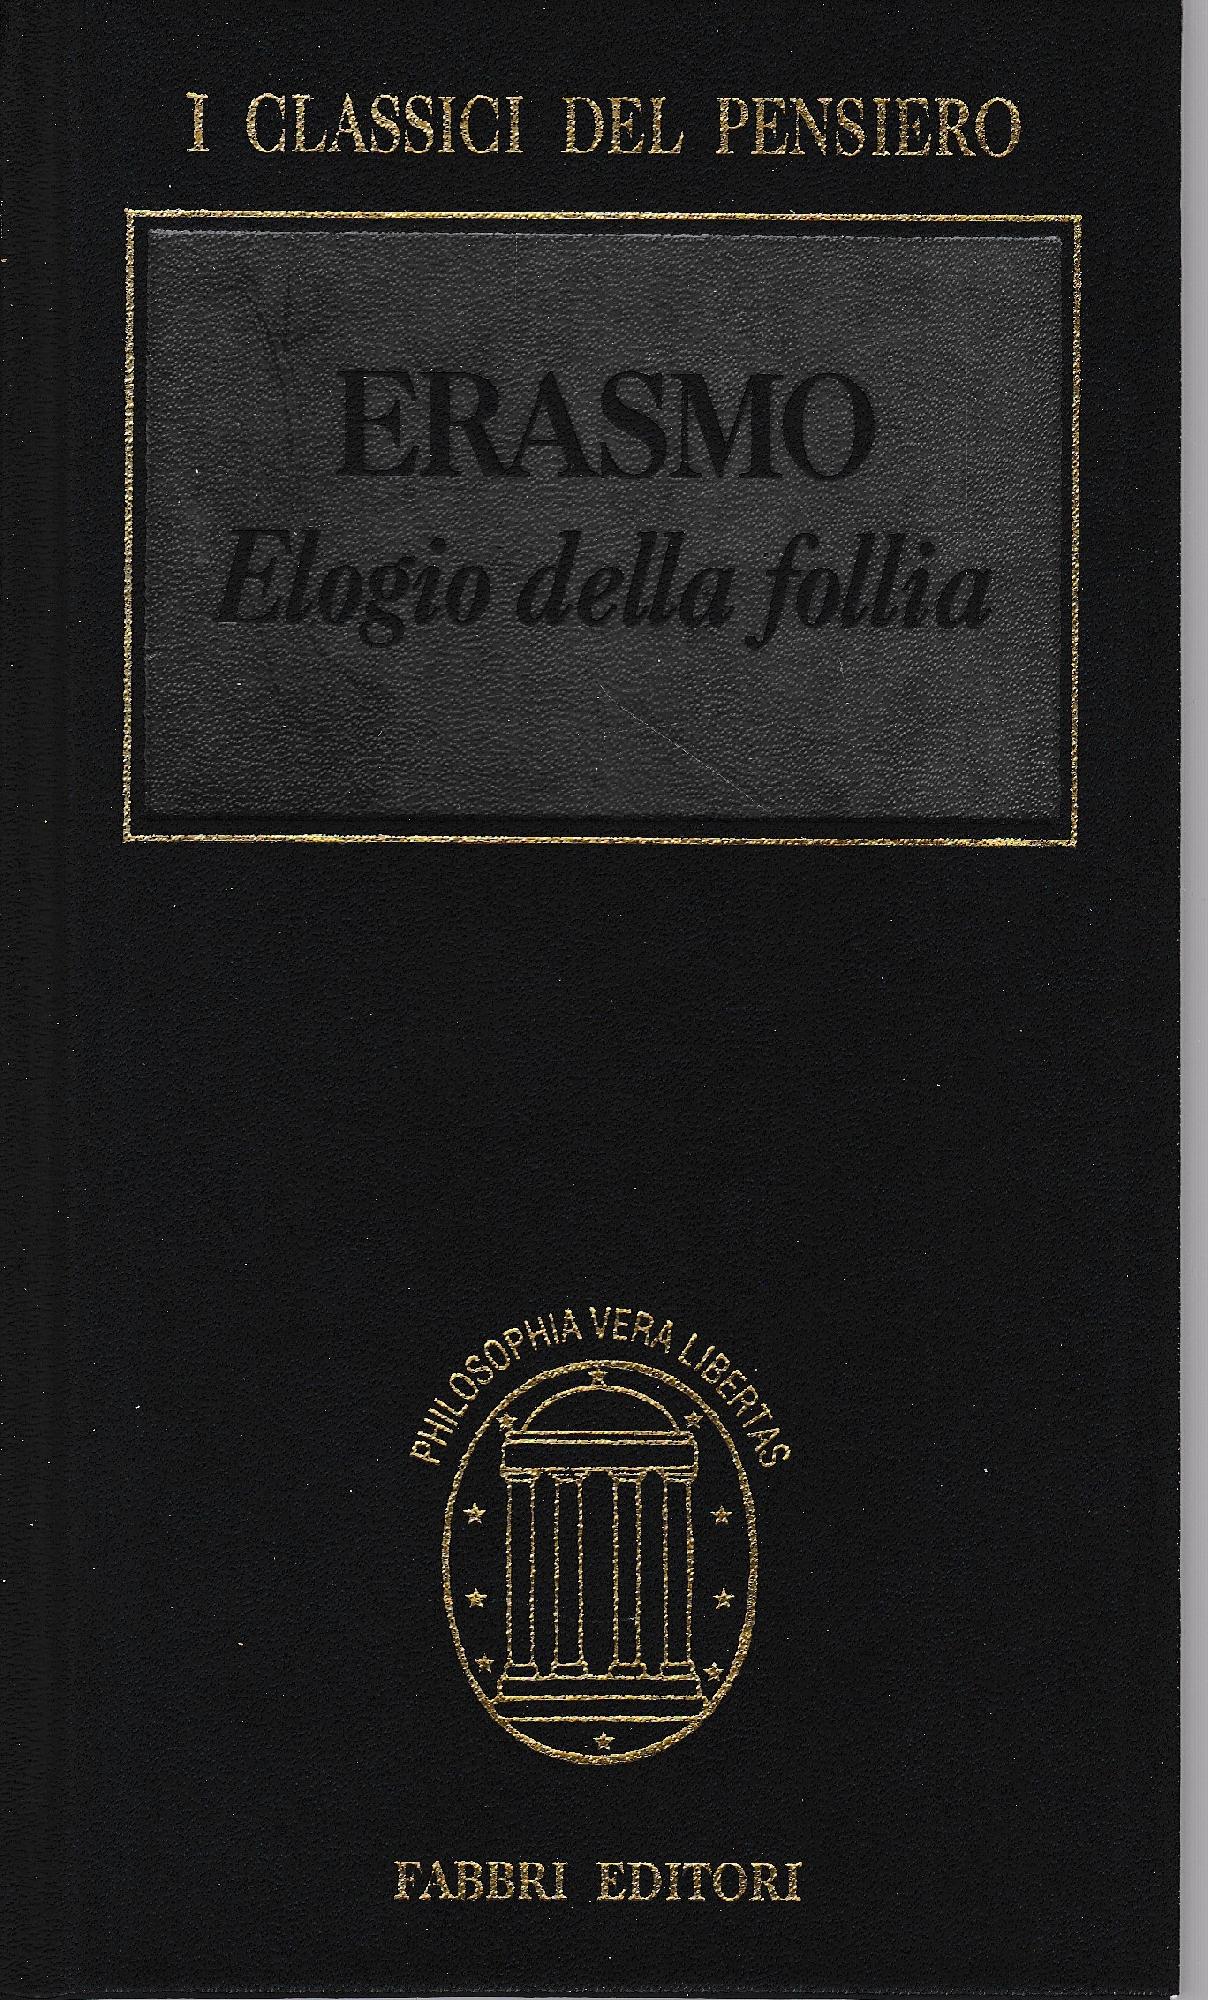 I CLASSICI DEL PENSIERO
ERASMO
Elogio della follia
PHILOSOPHIA VERA LIBERTAS
FABBRI EDITORI